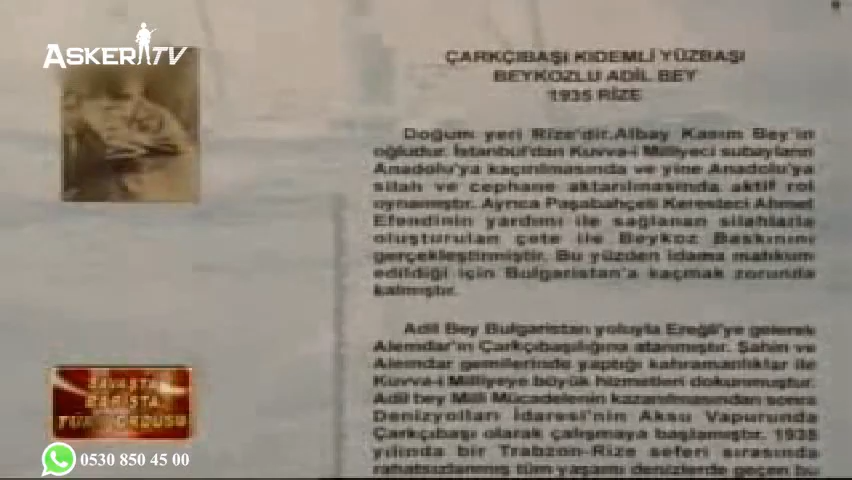 ASKER TV
ÇARKÇIBAŞI KIDEMLİ YÜZBAŞI
BEYKOZLU ADİL BEY
1935 RİZE
Doğum yeri Rize'dir.Albay Kasım Bey'in
oğludur. İstanbul'dan Kuvva-i Milliyeci subayların
Anadolu'ya kaçırılmasında ve yine Anadolu'ya
silah ve cephane aktarılmasında aktif rol
oynamıştır. Ayrıca Paşabahçeli Keresteci Ahmet
Efendinin yardımı ile sağlanan silahlarla
oluşturulan çete ile Beykoz Baskınını
gerçekleştirmiştir. Bu yüzden idama mahkum
edildiği için Bulgaristan'a kaçmak zorunda
kalmıştır.
Adil Bey Bulgaristan yoluyla Ereğli'ye gelerek
Alemdar'ın Çarkçıbaşılığına atanmıştır. Şahin ve
Alemdar gemilerinde yaptığı kahramanlıklar ile
Kuvva-i Milliyeye büyük hizmetleri dokunmuştur.
Adil bey Milli Mücadelenin kazanılmasından sonra
Denizyolları İdaresi'nin Aksu Vapurunda
Çarkçıbaşı olarak çalışmaya başlamıştır. 1935
yılında bir Trabzon-Rize seferi sırasında
rahatsızlanmış tüm yaşamı denizlerde geçen bu
SAVAŞTA
BARIŞTA
TÜRK ORDUSU
0530 850 45 00